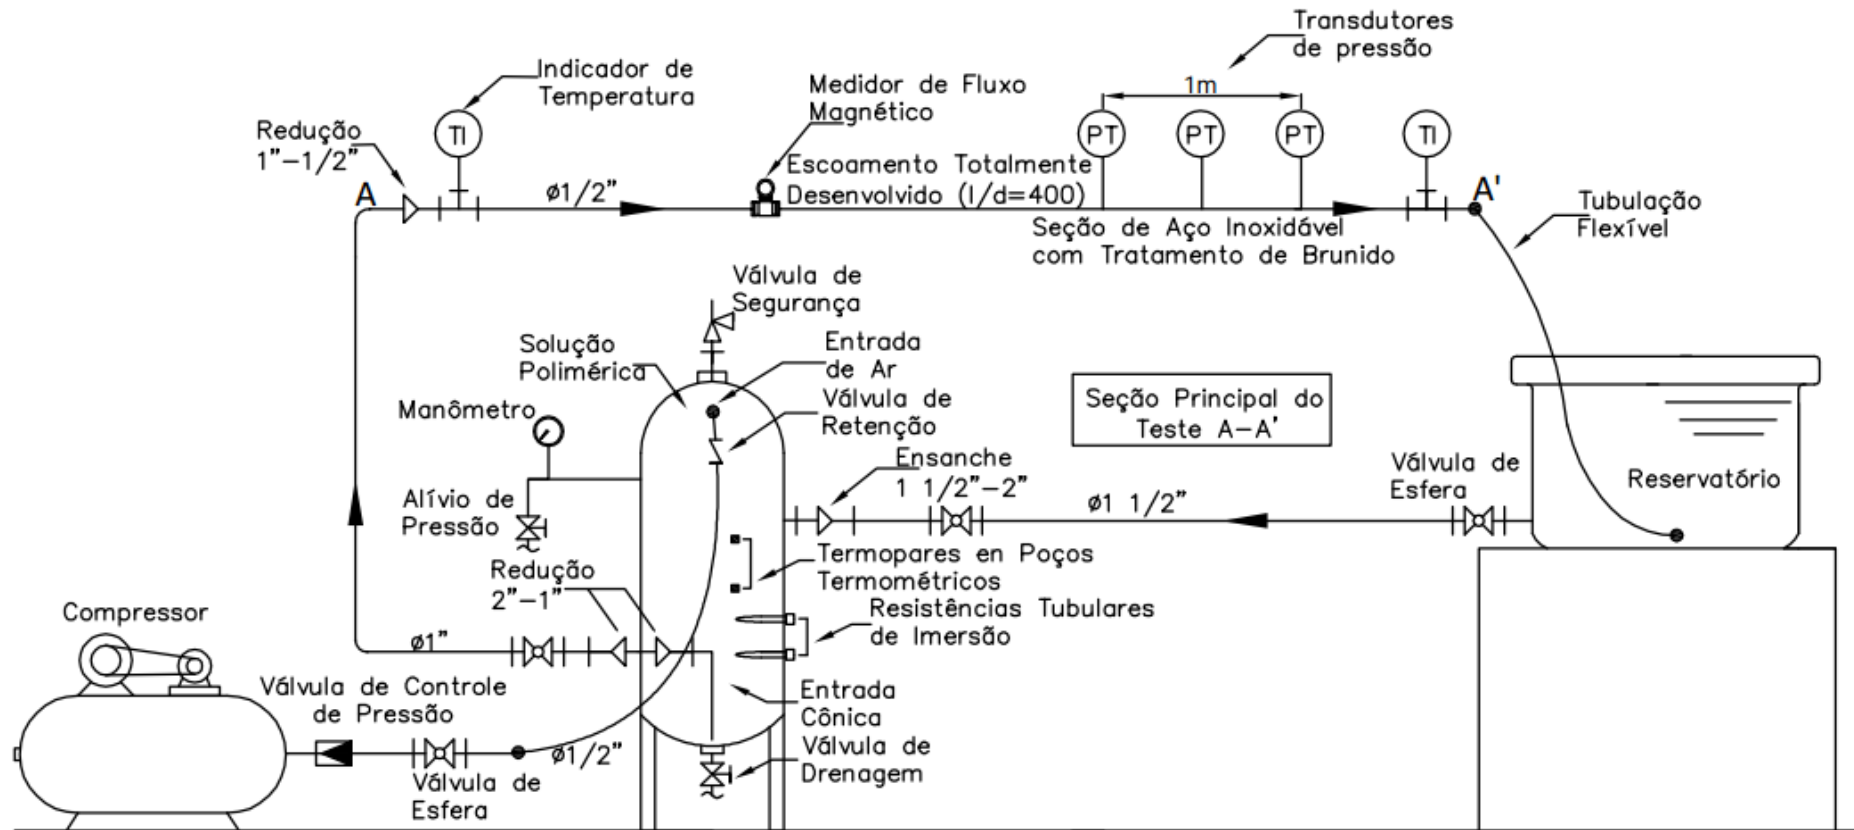 Transdutores
de pressão
Indicador de
Temperatura
Medidor de Fluxo
Magnético
1m
Redução
1"-1/2"
TI
PT
PT
PT
TI
Escoamento Totalmente
Desenvolvido (l/d=400)
A
ø1/2"
A'
Tubulação
Flexível
Seção de Aço Inoxidável
com Tratamento de Brunido
Válvula de
Segurança
Solução
Polimérica
Entrada
de Ar
Manômetro
Válvula de
Retenção
Seção Principal do
Teste A-A'
Ensanche
1 1/2"-2"
Válvula de
Esfera
Reservatório
Alívio de
Pressão
ø1 1/2"
Termopares en Poços
Termométricos
Redução
2"-1"
Resistências Tubulares
de Imersão
Compressor
ø1"
Válvula de Controle
de Pressão
Entrada
Cônica
ø1/2"
Válvula de
Drenagem
Válvula de
Esfera